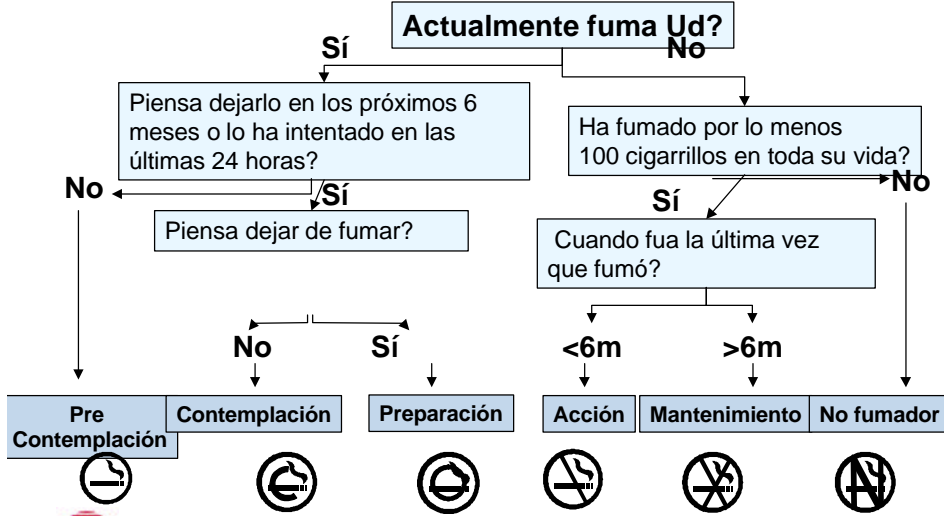 Actualmente fuma Ud?
Sí
No
Piensa dejarlo en los próximos 6
meses o lo ha intentado en las
últimas 24 horas?
Ha fumado por lo menos
100 cigarrillos en toda su vida?
No
Sí
No
Sí
Piensa dejar de fumar?
Cuando fua la última vez
que fumó?
No
Sí
<6m
>6m
Pre
Contemplación
Contemplación
Preparación
Acción
Mantenimiento
No fumador